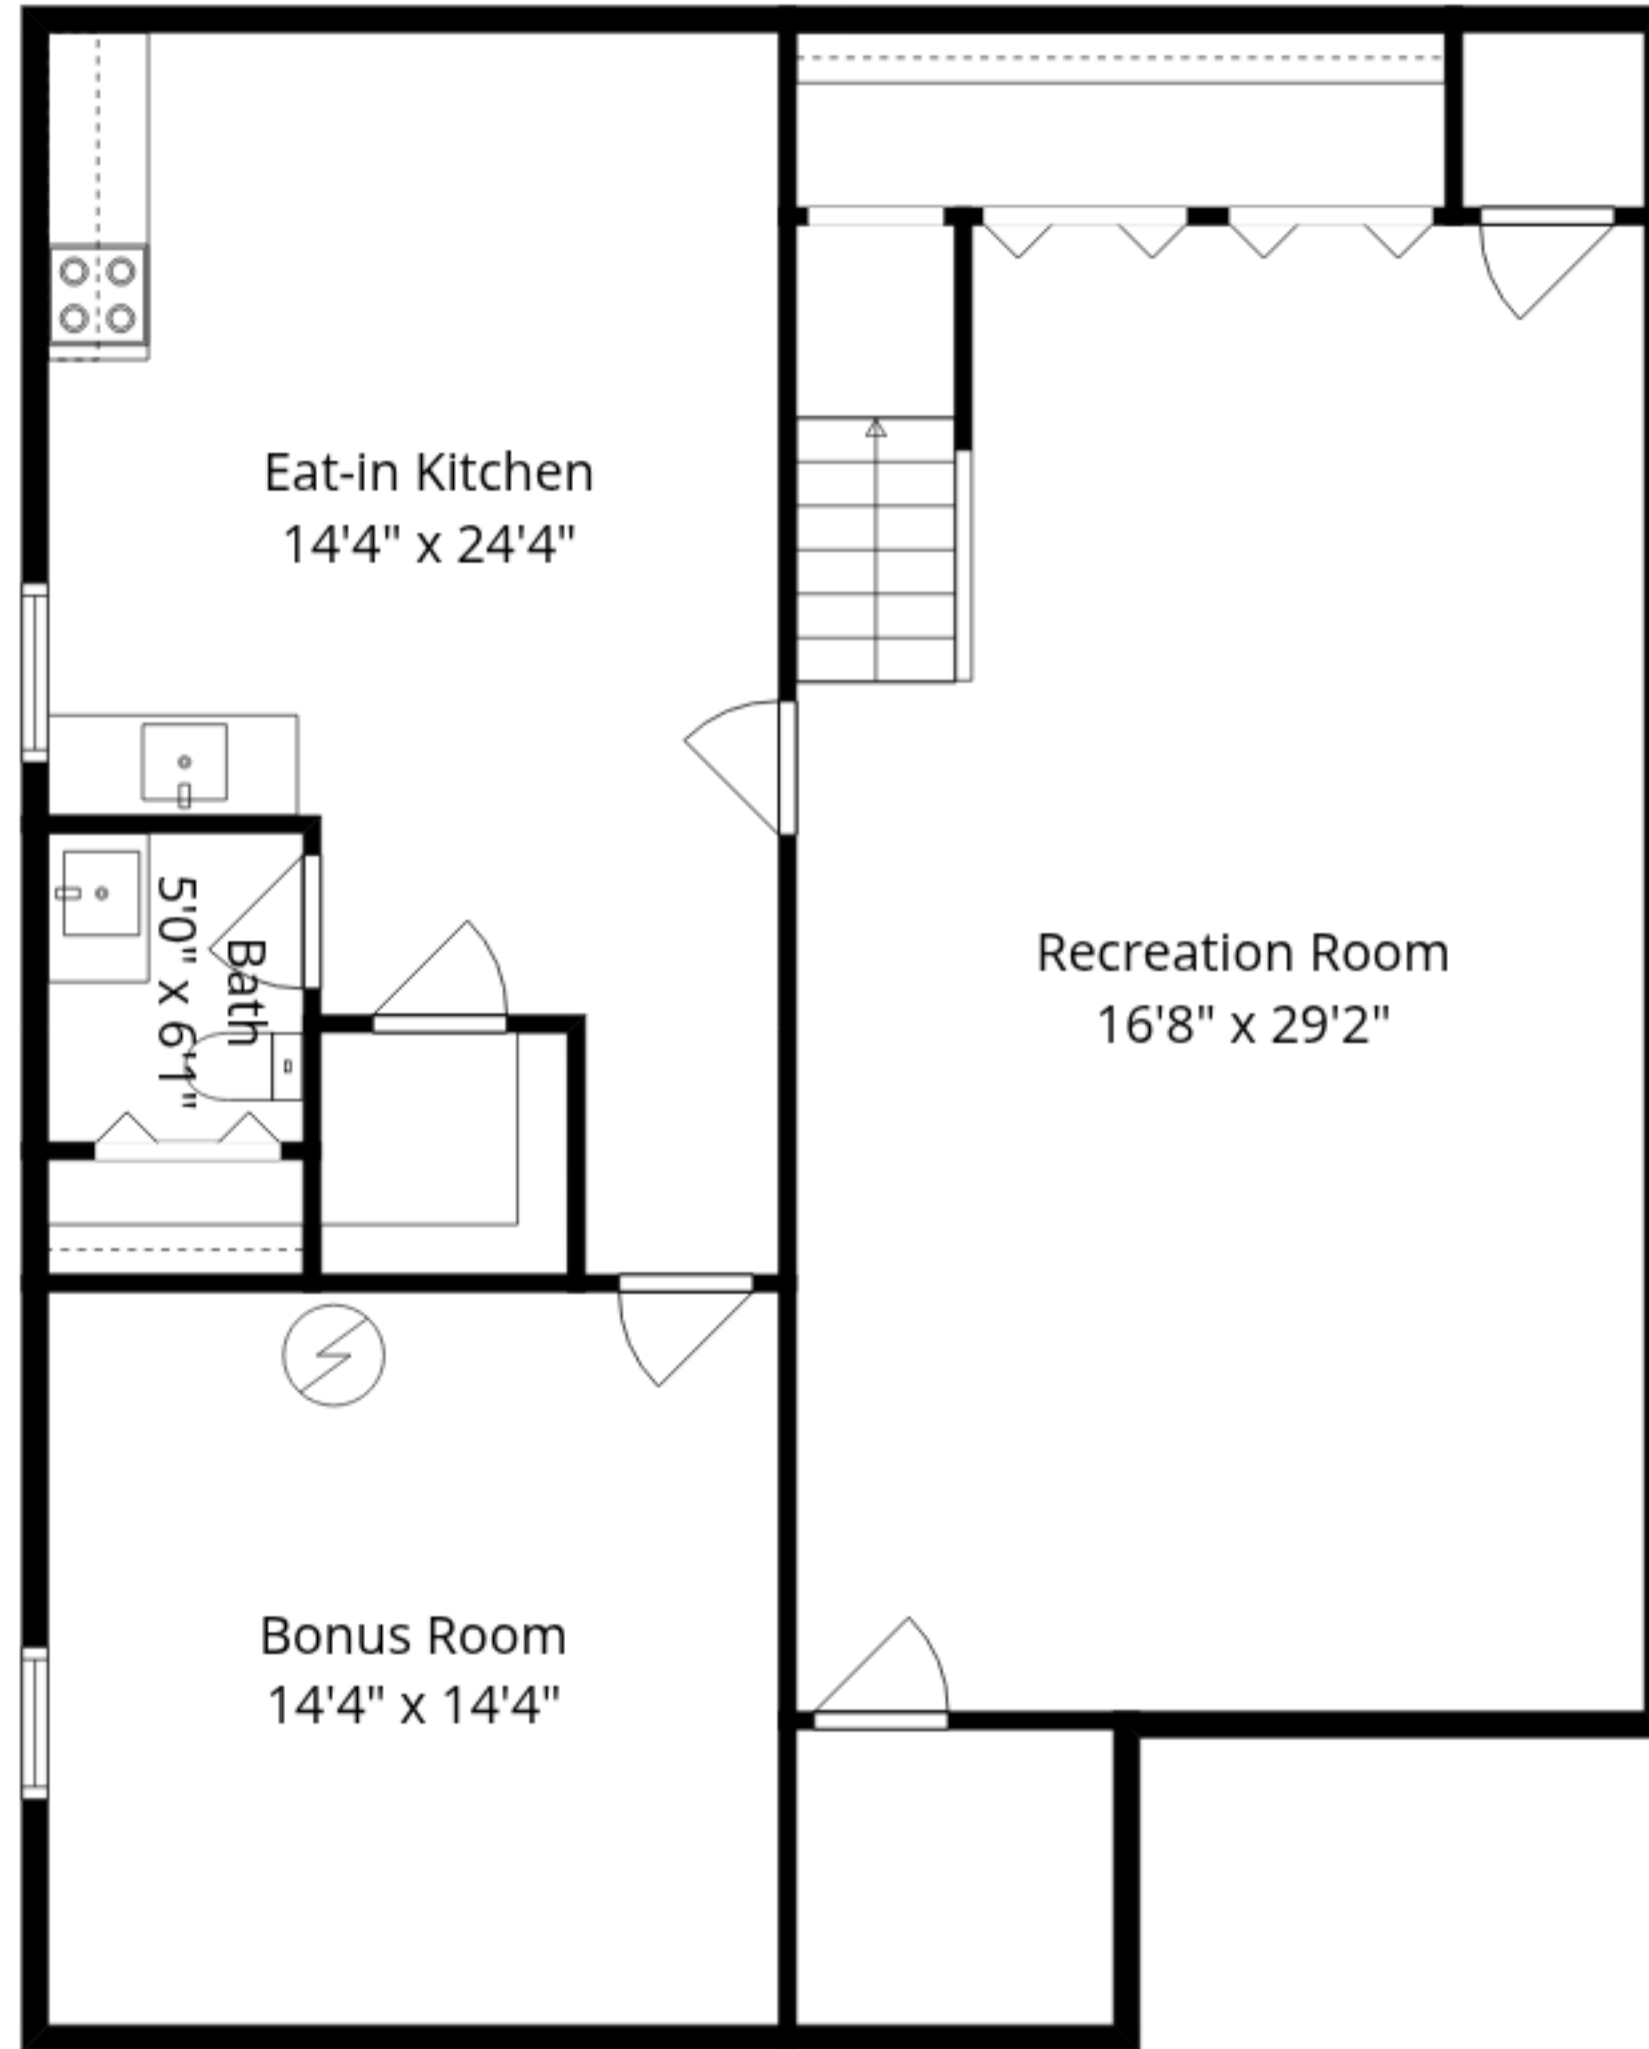 Eat-in Kitchen
14'4" x 24'4"
Recreation Room
16'8" x 29'2"
Bath
5'0" x 6'1"
Bonus Room
14'4" x 14'4"